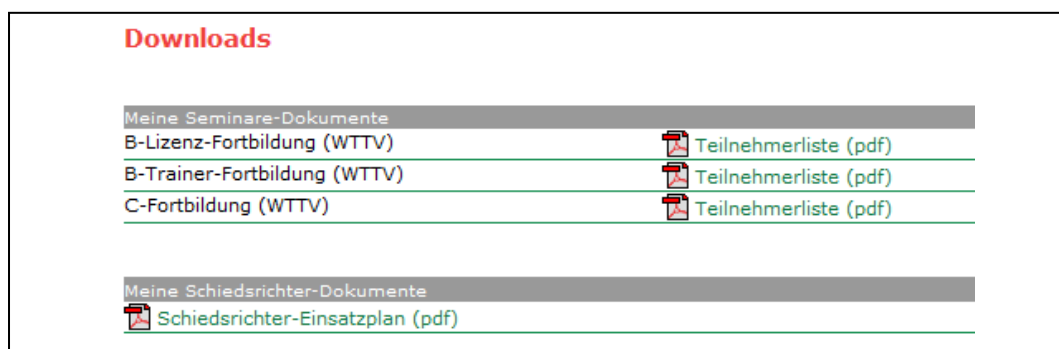 Downloads
Meine Seminare-Dokumente
B-Lizenz-Fortbildung (WTTV) Teilnehmerliste (pdf)
B-Trainer-Fortbildung (WTTV) Teilnehmerliste (pdf)
C-Fortbildung (WTTV) Teilnehmerliste (pdf)
Meine Schiedsrichter-Dokumente
Schiedsrichter-Einsatzplan (pdf)